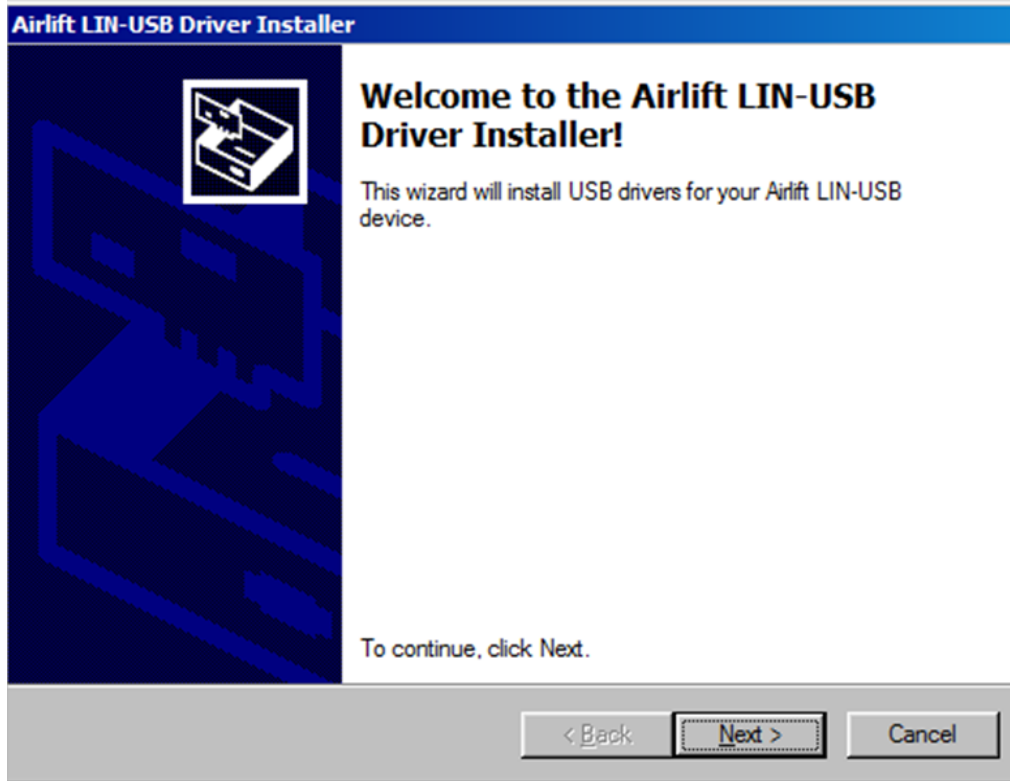 Airlift LIN-USB Driver Installer
Welcome to the Airlift LIN-USB
Driver Installer!
This wizard will install USB drivers for your Airlift LIN-USB
device.
To continue, click Next.
< Back
Next >
Cancel